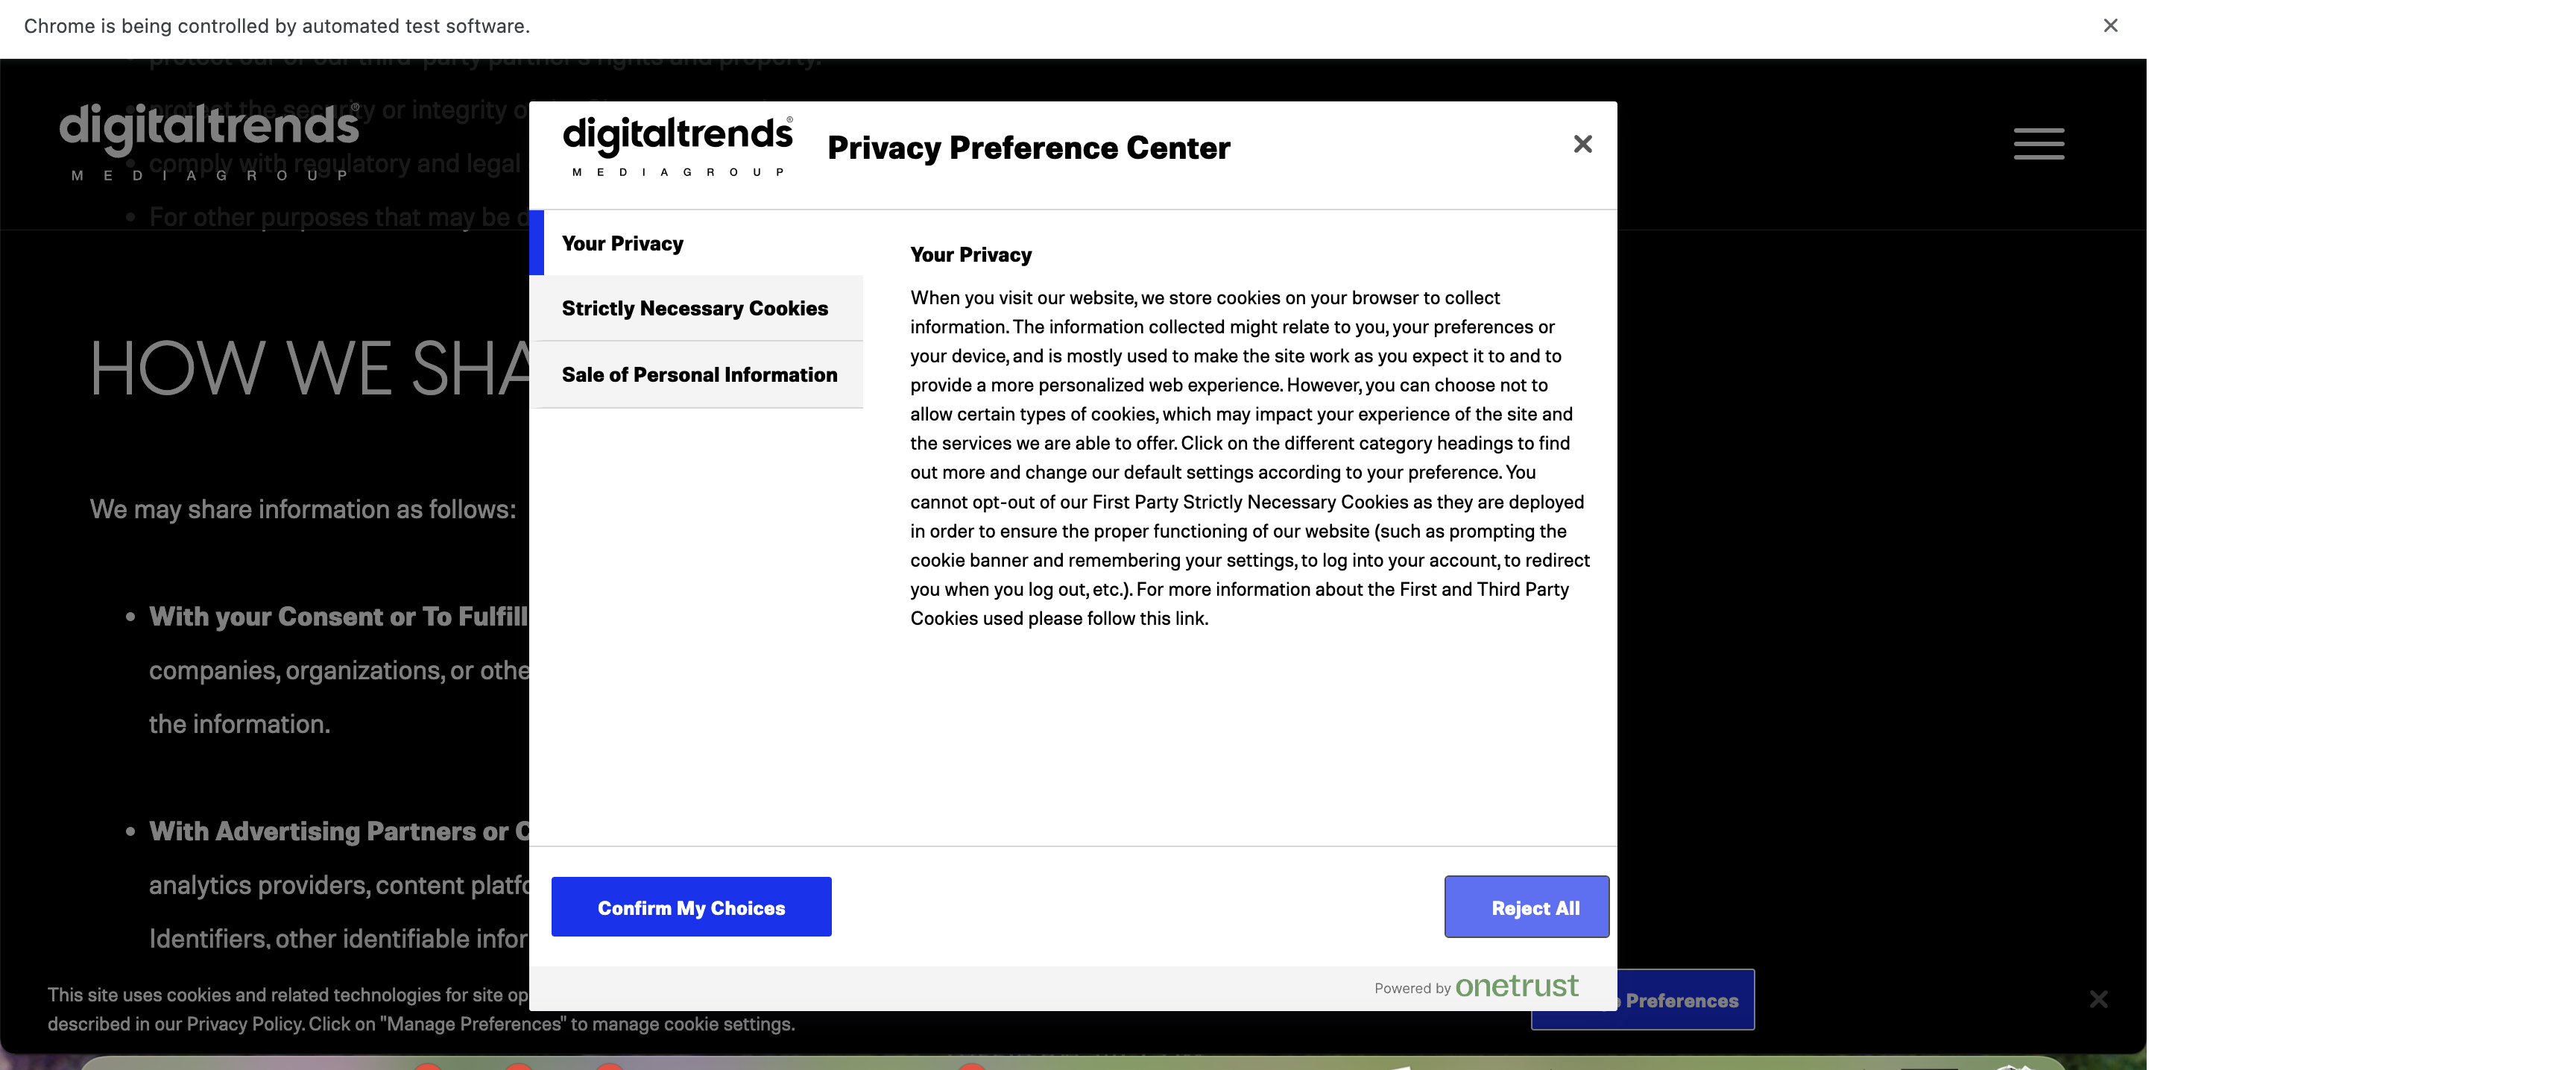 Chrome is being controlled by automated test software.
protect our or our third-party partner's rights and property.
protect the security or integrity of
digitaltrends®
MEDIAGROUP
comply with regulatory and legal
For other purposes that may be d
HOW WE SHA
We may share information as follows:
With your Consent or To Fulfill
companies, organizations, or othe
the information.
With Advertising Partners or C
analytics providers, content platfo
Identifiers, other identifiable infor
This site uses cookies and related technologies for site op
described in our Privacy Policy. Click on "Manage Preferences" to manage cookie settings.
digitaltrends®
MEDIAGROUP
Privacy Preference Center
Your Privacy
Strictly Necessary Cookies
Sale of Personal Information
Your Privacy
When you visit our website, we store cookies on your browser to collect
information. The information collected might relate to you, your preferences or
your device, and is mostly used to make the site work as you expect it to and to
provide a more personalized web experience. However, you can choose not to
allow certain types of cookies, which may impact your experience of the site and
the services we are able to offer. Click on the different category headings to find
out more and change our default settings according to your preference. You
cannot opt-out of our First Party Strictly Necessary Cookies as they are deployed
in order to ensure the proper functioning of our website (such as prompting the
cookie banner and remembering your settings, to log into your account, to redirect
you when you log out, etc.). For more information about the First and Third Party
Cookies used please follow this link.
Confirm My Choices
Reject All
Powered by onetrust
e Preferences